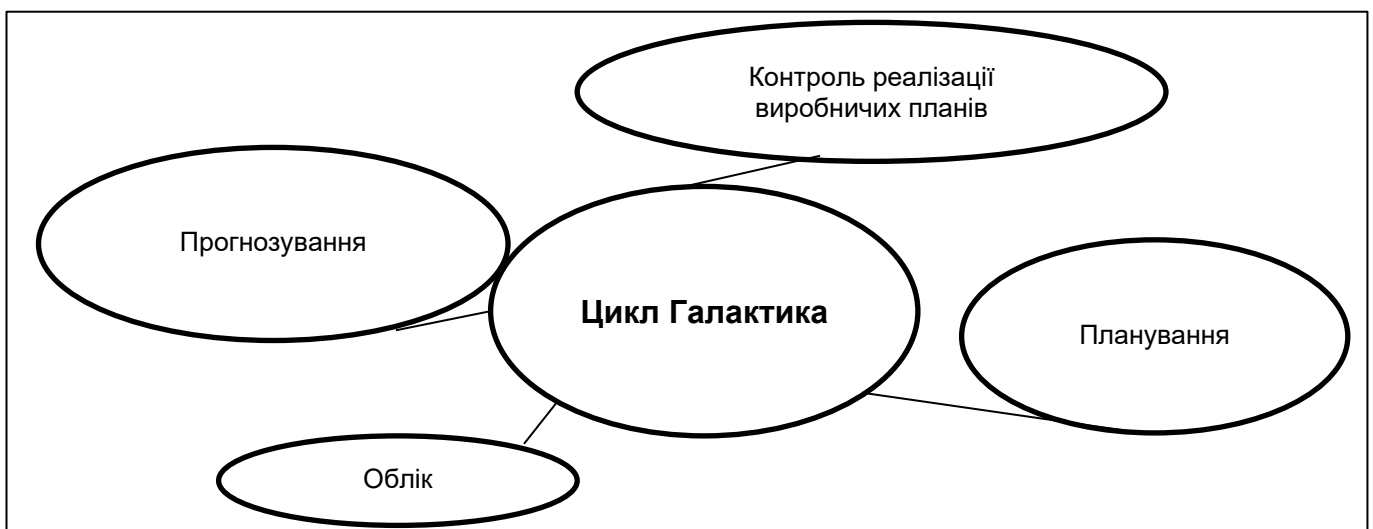 Контроль реалізації
виробничих планів
Прогнозування
Цикл Галактика
Планування
Облік